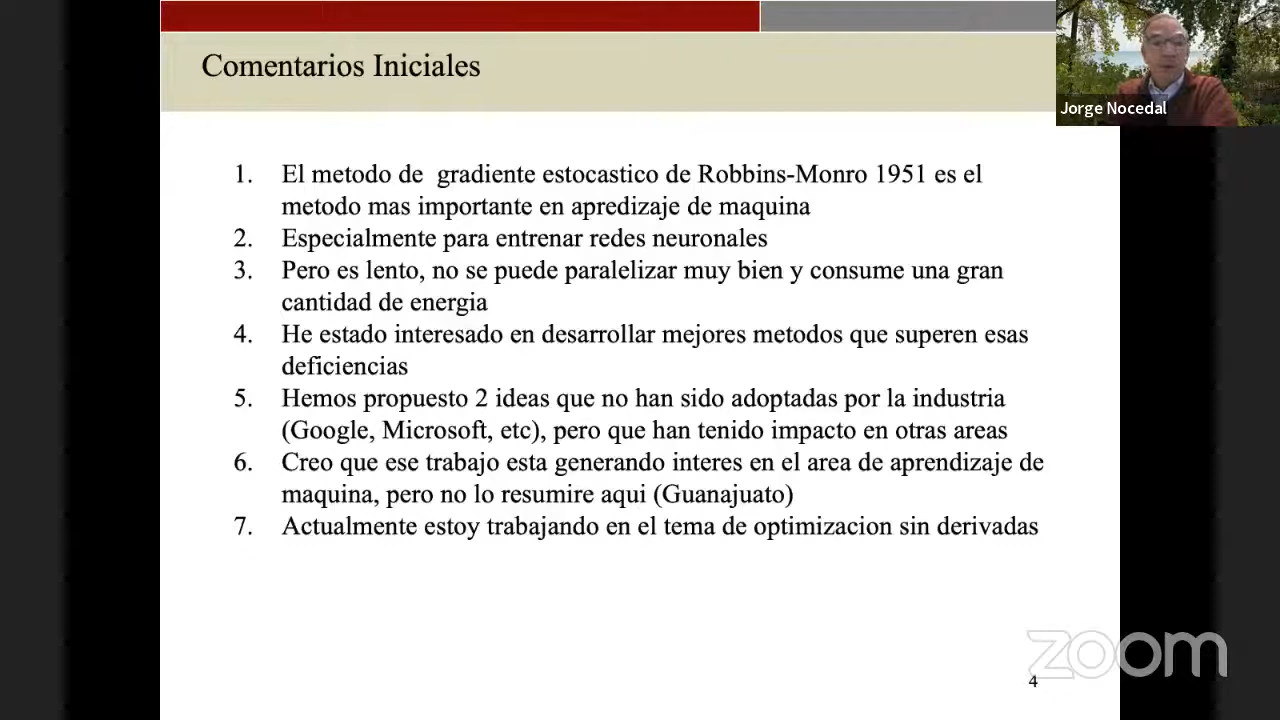 Comentarios Iniciales
Jorge Nocedal
1. El metodo de gradiente estocastico de Robbins-Monro 1951 es el
metodo mas importante en apredizaje de maquina
2. Especialmente para entrenar redes neuronales
3. Pero es lento, no se puede paralelizar muy bien y consume una gran
cantidad de energia
4. He estado interesado en desarrollar mejores metodos que superen esas
deficiencias
5. Hemos propuesto 2 ideas que no han sido adoptadas por la industria
(Google, Microsoft, etc), pero que han tenido impacto en otras areas
6. Creo que ese trabajo esta generando interes en el area de aprendizaje de
maquina, pero no lo resumire aqui (Guanajuato)
7. Actualmente estoy trabajando en el tema de optimizacion sin derivadas
zoom
4